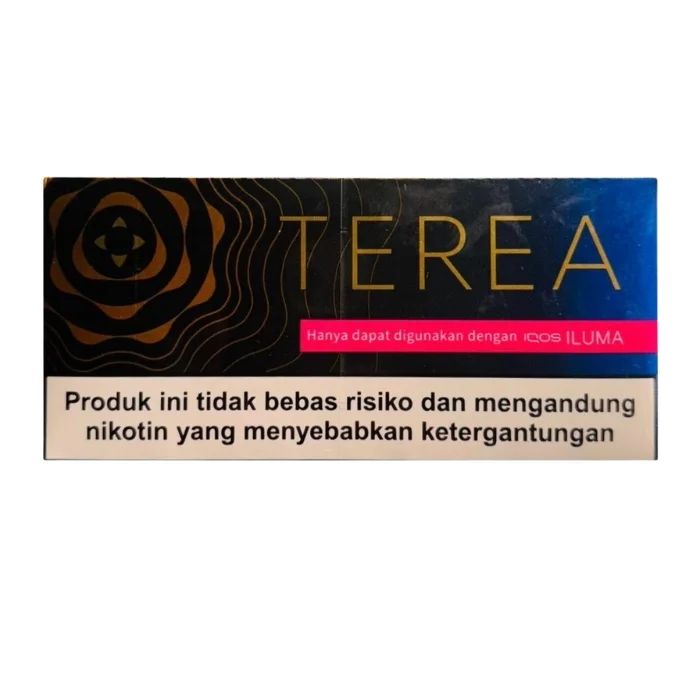 TEREA
Hanya dapat digunakan dengan IQOS ILUMA
Produk ini tidak bebas risiko dan mengandung
nikotin yang menyebabkan ketergantungan